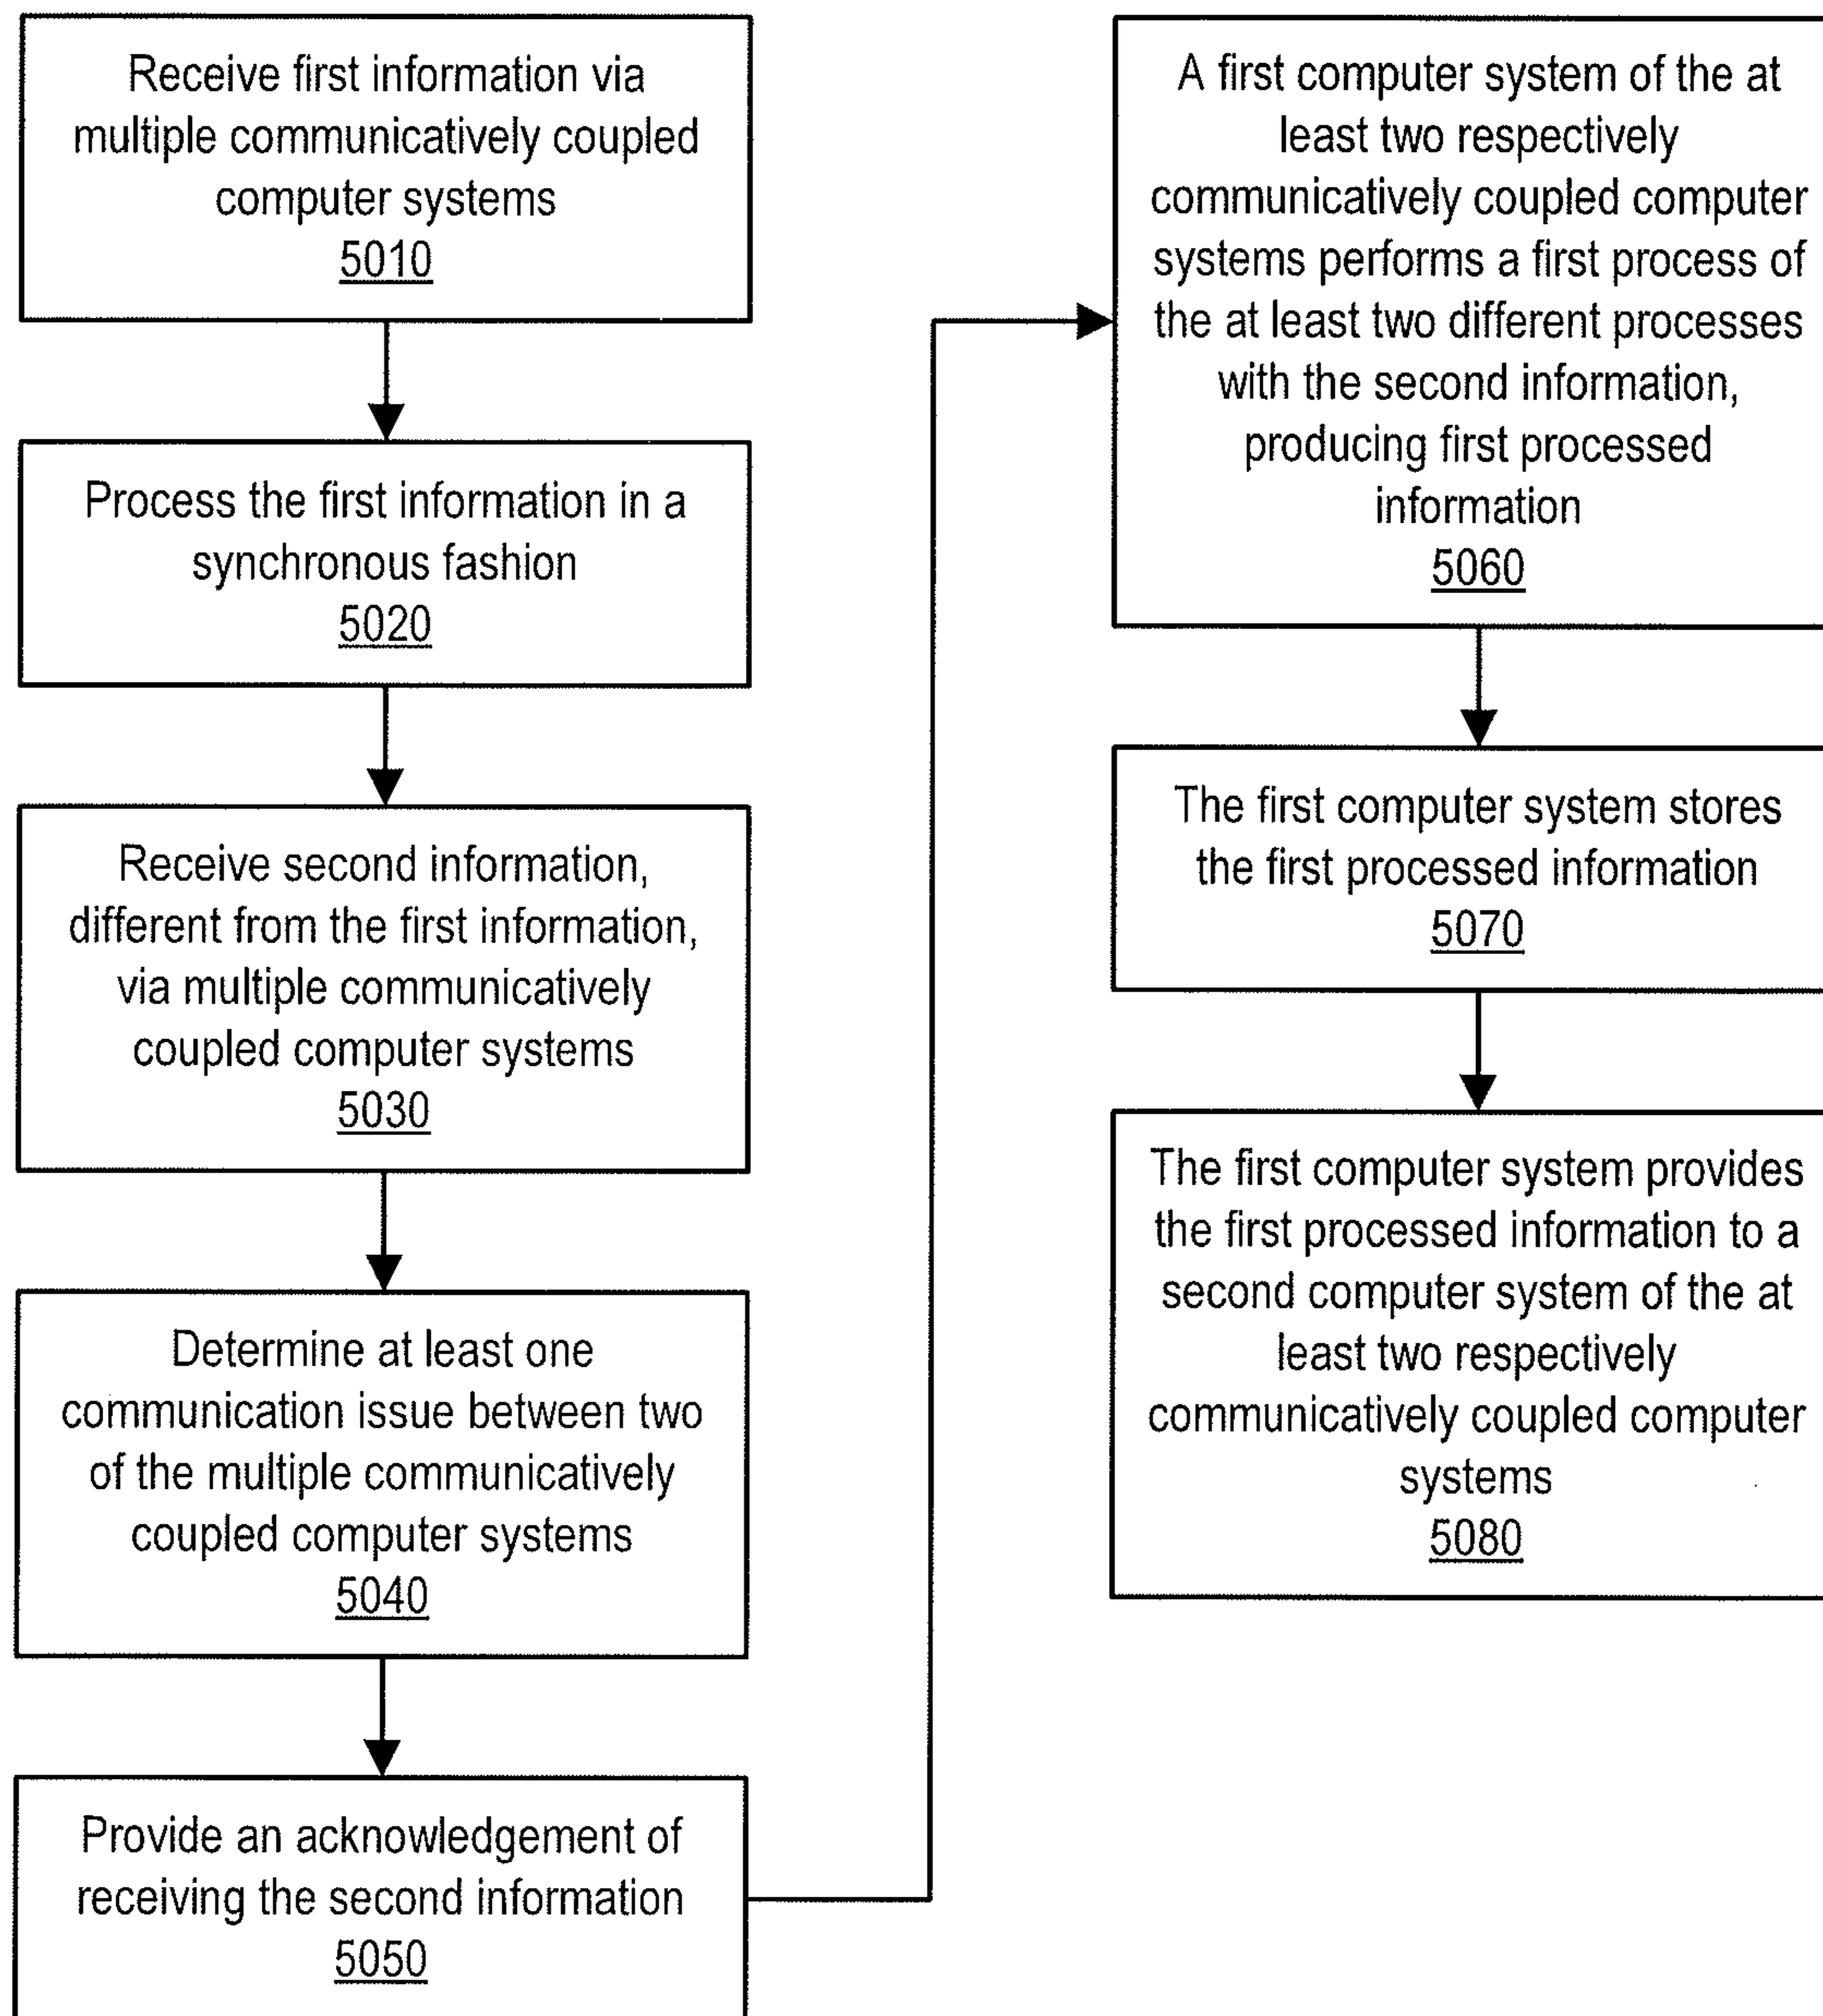 Receive first information via
multiple communicatively coupled
computer systems
5010
Process the first information in a
synchronous fashion
5020
Receive second information,
different from the first information,
via multiple communicatively
coupled computer systems
5030
Determine at least one
communication issue between two
of the multiple communicatively
coupled computer systems
5040
Provide an acknowledgement of
receiving the second information
5050
A first computer system of the at
least two respectively
communicatively coupled computer
systems performs a first process of
the at least two different processes
with the second information,
producing first processed
information
5060
The first computer system stores
the first processed information
5070
The first computer system provides
the first processed information to a
second computer system of the at
least two respectively
communicatively coupled computer
systems
5080